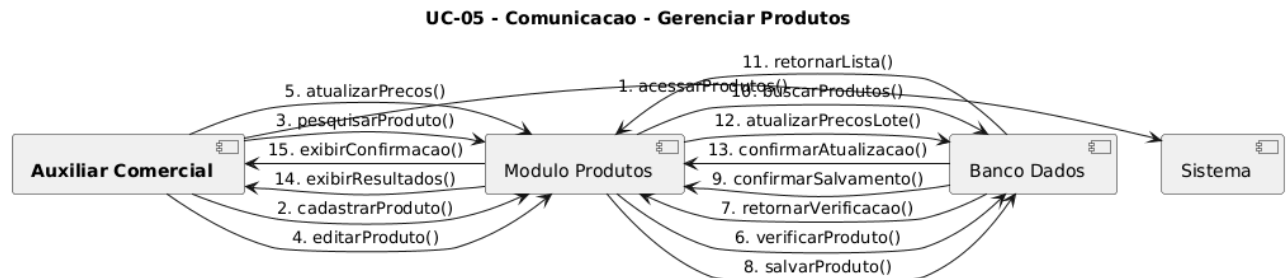 UC-05 - Comunicacao - Gerenciar Produtos
11. retornarLista()
1. acessarProdutos()
10. buscarProdutos()
5. atualizarPrecos()
3. pesquisarProduto()
12. atualizarPrecosLote()
15. exibirConfirmacao()
13. confirmarAtualizacao()
Auxiliar Comercial
Modulo Produtos
Banco Dados
Sistema
14. exibirResultados()
9. confirmarSalvamento()
2. cadastrarProduto()
7. retornarVerificacao()
4. editarProduto()
6. verificarProduto()
8. salvarProduto()